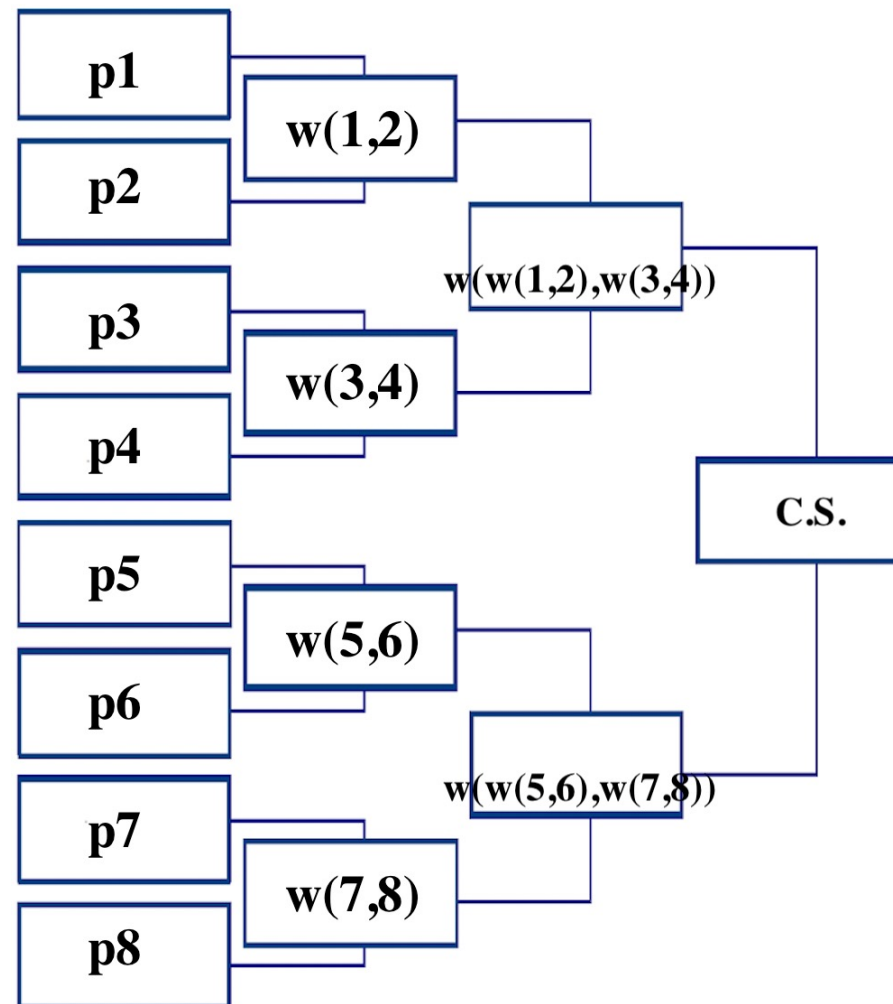 p1
p2
p3
p4
p5
p6
p7
p8
w(1,2)
w(3,4)
w(5,6)
w(7,8)
w(w(1,2),w(3,4))
w(w(5,6),w(7,8))
C.S.